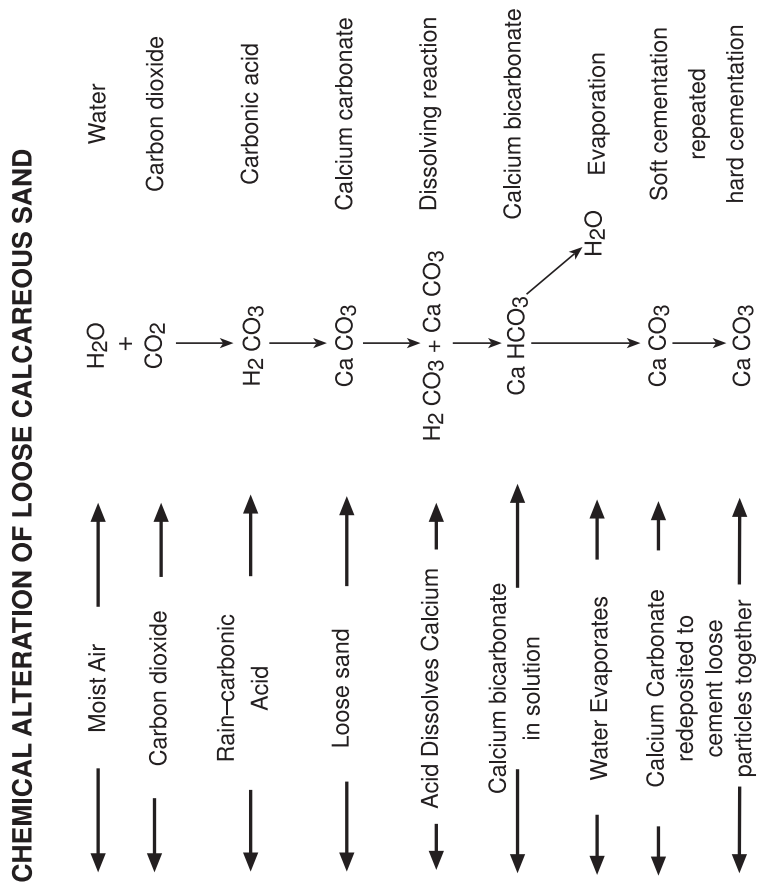 CHEMICAL ALTERATION OF LOOSE CALCAREOUS SAND
Moist Air
H2O
Water
+
Carbon dioxide
CO2
Carbon dioxide
Rain–carbonic
Acid
H2 CO3
Carbonic acid
Loose sand
Ca CO3
Calcium carbonate
Acid Dissolves Calcium
H2 CO3 + Ca CO3
Dissolving reaction
Calcium bicarbonate
in solution
Ca HCO3
Calcium bicarbonate
Water Evaporates
H2O
Evaporation
Calcium Carbonate
redeposited to
cement loose
particles together
Ca CO3
Soft cementation
repeated
Ca CO3
hard cementation